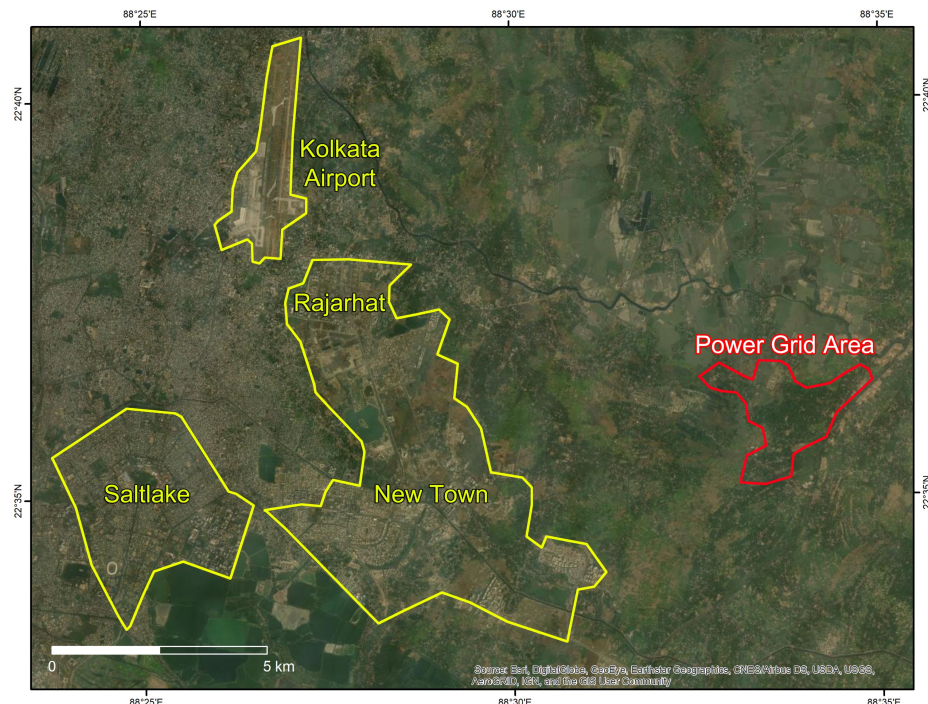 88°25'E 88°30'E 88°35'E
22°40'N 22°40'N
Kolkata
Airport
Rajarhat
Power Grid Area
Saltlake
New Town
22°35'N 22°35'N
0 5 km
Source: Esri, DigitalGlobe, GeoEye, Earthstar Geographics, CNES/Airbus DS, USDA, USGS,
AeroGRID, IGN, and the GIS User Community
88°25'E 88°30'E 88°35'E